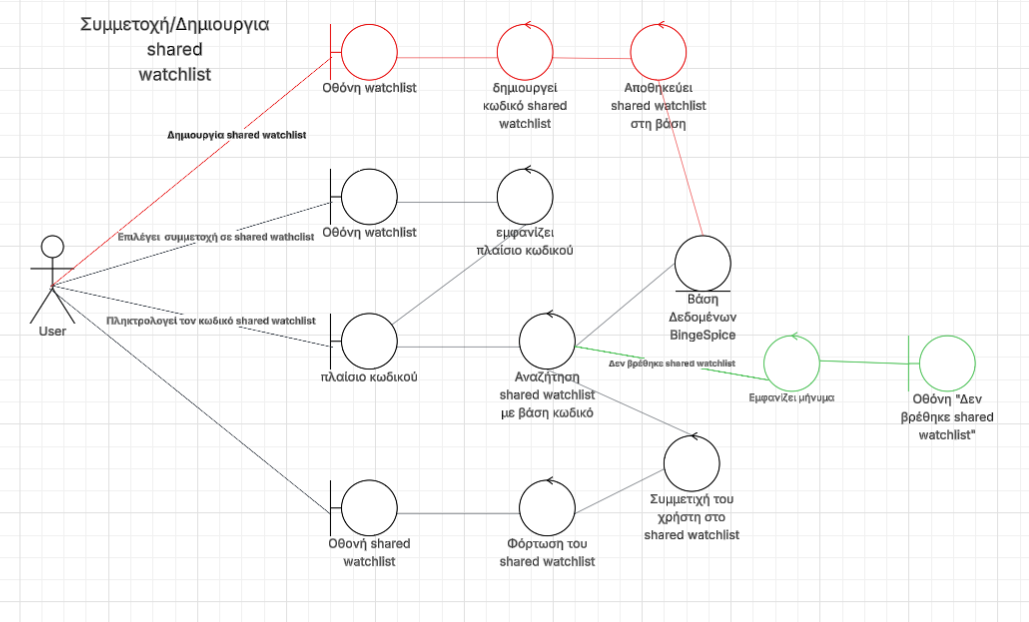 Συμμετοχή/Δημιουργια
shared
watchlist
Οθόνη watchlist
δημιουργεί
κωδικό shared
watchlist
Αποθηκεύει
shared watchlist
στη βάση
Δημιουργία shared watchlist
Οθόνη watchlist
εμφανίζει
πλαίσιο κωδικού
Επιλέγει συμμετοχή σε shared wathclist
Βάση
Δεδομένων
BingeSpice
User
Πληκτρολογεί τον κωδικό shared watchlist
πλαίσιο κωδικού
Αναζήτηση
shared watchlist
με βάση κωδικό
Δεν βρέθηκε shared watchlist
Εμφανίζει μήνυμα
Οθόνη "Δεν
βρέθηκε shared
watchlist"
Συμμετιχή του
χρήστη στο
shared watchlist
Οθονή shared
watchlist
Φόρτωση του
shared watchlist